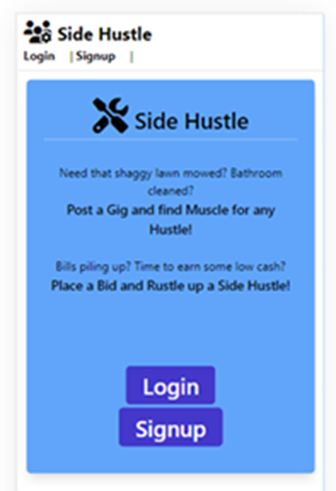 Side Hustle
Login | Signup |
Side Hustle
Need that shaggy lawn mowed? Bathroom
cleaned?
Post a Gig and find Muscle for any
Hustle!
Bills piling up? Time to earn some low cash?
Place a Bid and Rustle up a Side Hustle!
Login
Signup